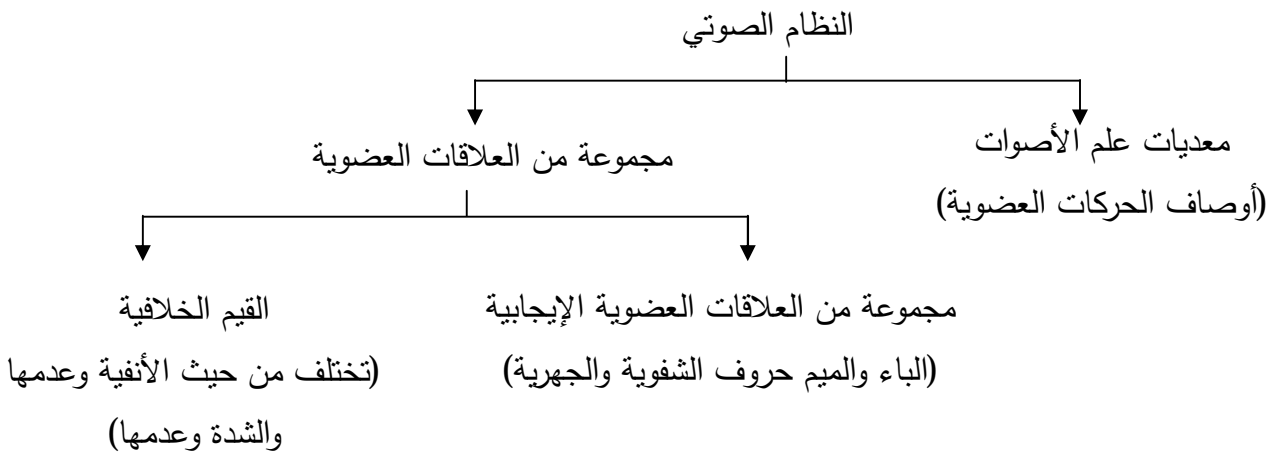 النظام الصوتي
معديات علم الأصوات
(أوصاف الحركات العضوية)
مجموعة من العلاقات العضوية
مجموعة من العلاقات العضوية الإيجابية
(الباء والميم حروف الشفوية والجهرية)
القيم الخلافية
(تختلف من حيث الأنفية وعدمها
والشدة وعدمها)